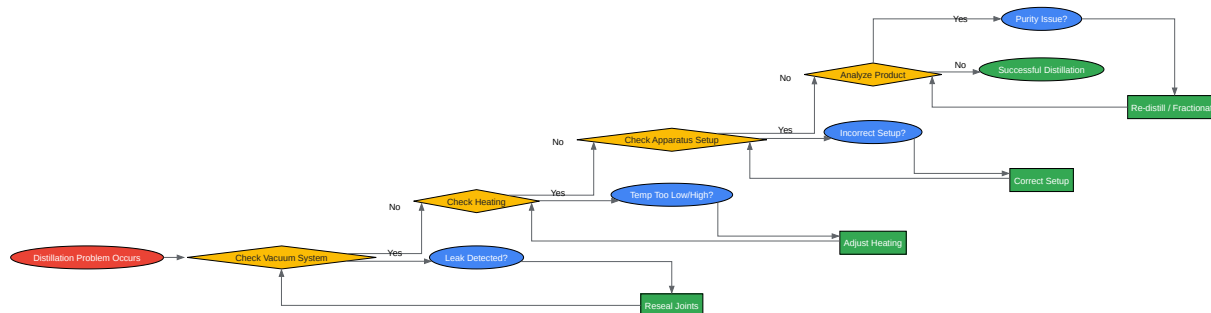 Yes
Purity Issue?
No
Successful Distillation
No
Analyze Product
Re-distill / Fractionat
Yes
Incorrect Setup?
No
Check Apparatus Setup
Correct Setup
Yes
Temp Too Low/High?
No
Check Heating
Adjust Heating
Distillation Problem Occurs
Check Vacuum System
Yes
Leak Detected?
Reseal Joints